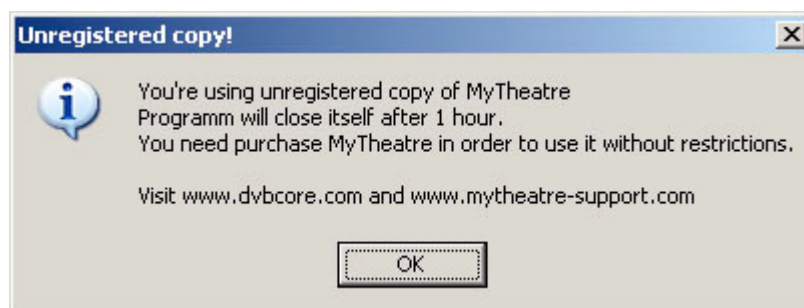 Unregistered copy!
You're using unregistered copy of MyTheatre
Programm will close itself after 1 hour.
You need purchase MyTheatre in order to use it without restrictions.
Visit www.dvbcore.com and www.mytheatre-support.com
OK